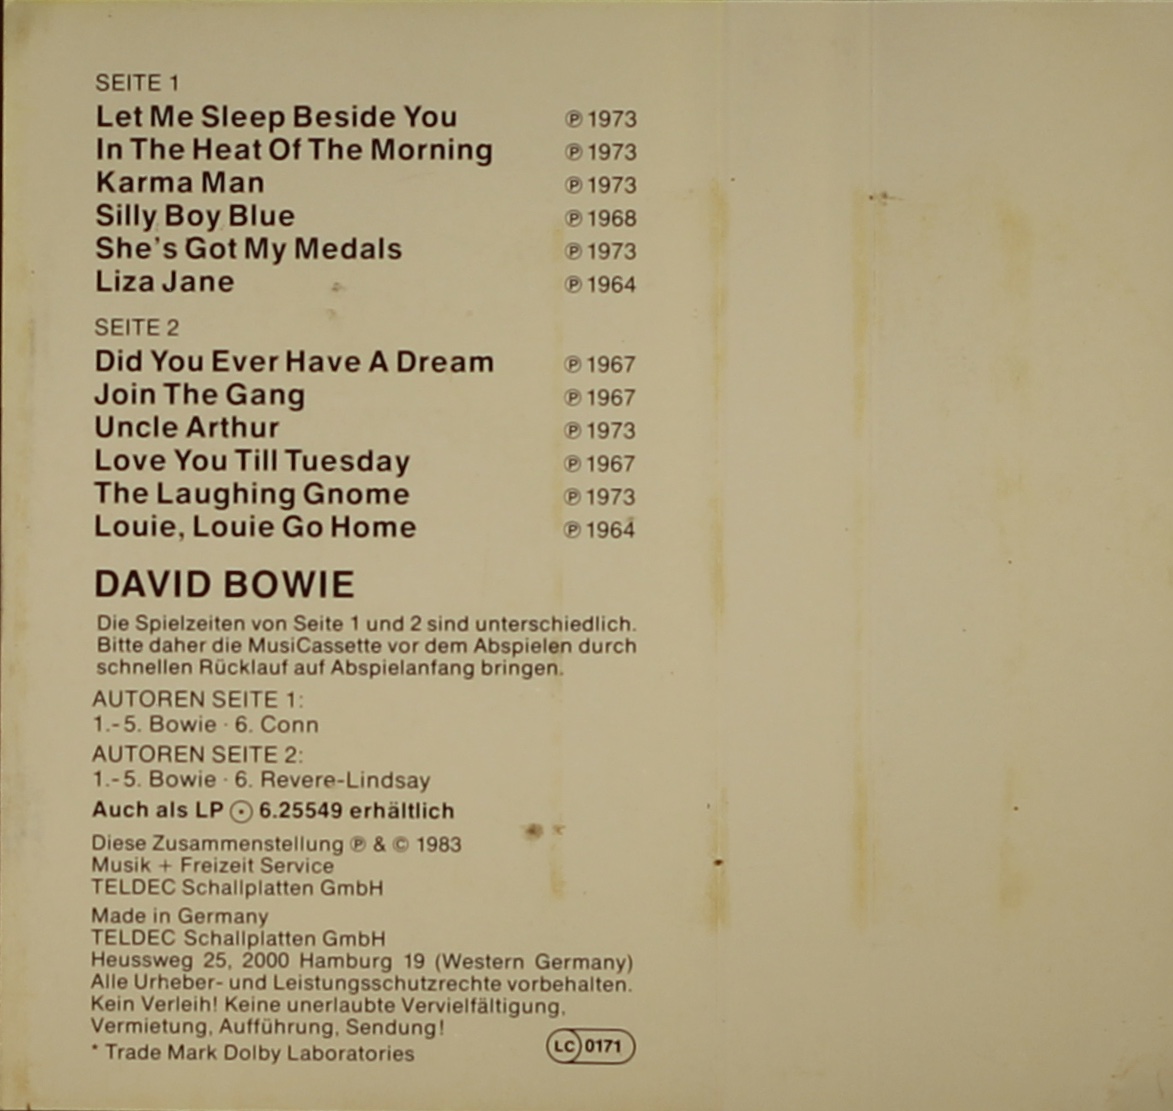 SEITE 1
Let Me Sleep Beside You ℗ 1973
In The Heat Of The Morning ℗ 1973
Karma Man ℗ 1973
Silly Boy Blue ℗ 1968
She's Got My Medals ℗ 1973
Liza Jane ℗ 1964
SEITE 2
Did You Ever Have A Dream ℗ 1967
Join The Gang ℗ 1967
Uncle Arthur ℗ 1973
Love You Till Tuesday ℗ 1967
The Laughing Gnome ℗ 1973
Louie, Louie Go Home ℗ 1964
DAVID BOWIE
Die Spielzeiten von Seite 1 und 2 sind unterschiedlich.
Bitte daher die MusiCassette vor dem Abspielen durch
schnellen Rücklauf auf Abspielanfang bringen.
AUTOREN SEITE 1:
1.-5. Bowie · 6. Conn
AUTOREN SEITE 2:
1.-5. Bowie · 6. Revere-Lindsay
Auch als LP ⊙ 6.25549 erhältlich
Diese Zusammenstellung ℗ & © 1983
Musik + Freizeit Service
TELDEC Schallplatten GmbH
Made in Germany
TELDEC Schallplatten GmbH
Heussweg 25, 2000 Hamburg 19 (Western Germany)
Alle Urheber- und Leistungsschutzrechte vorbehalten.
Kein Verleih! Keine unerlaubte Vervielfältigung,
Vermietung, Aufführung, Sendung!
* Trade Mark Dolby Laboratories
LC 0171